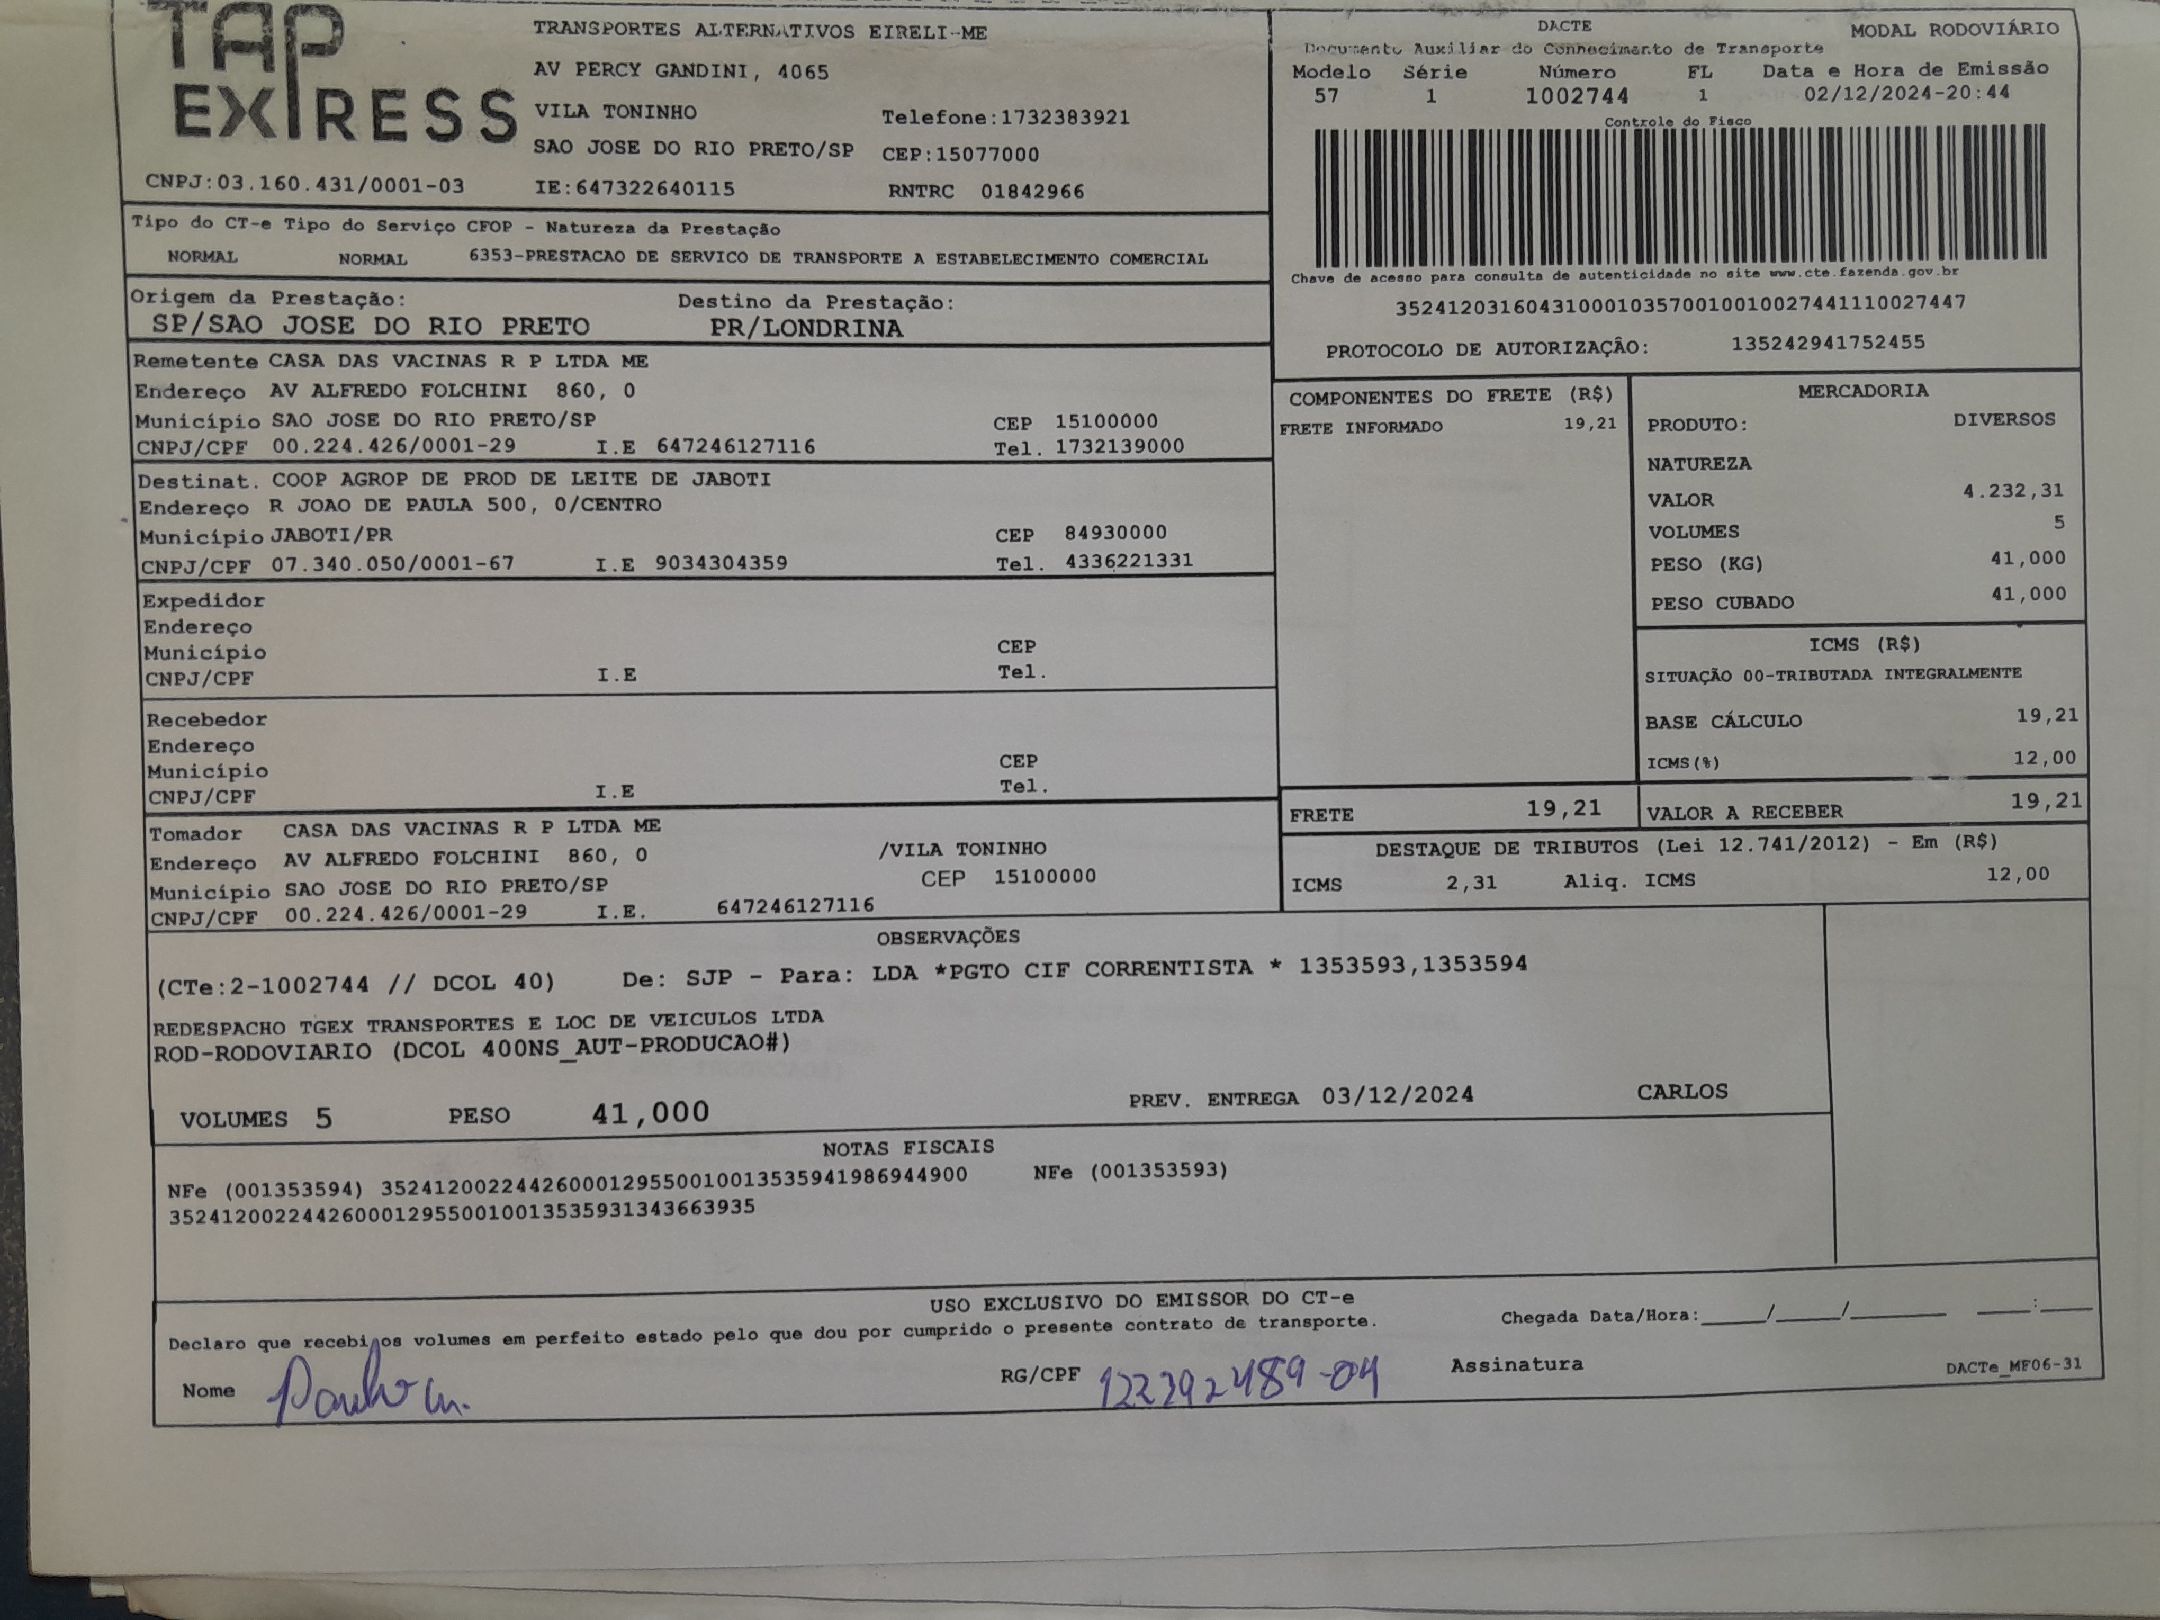 TAP
EXPRESS
TRANSPORTES ALTERNATIVOS EIRELI-ME
AV PERCY GANDINI, 4065
VILA TONINHO Telefone:1732383921
SAO JOSE DO RIO PRETO/SP CEP:15077000
CNPJ:03.160.431/0001-03 IE:647322640115 RNTRC 01842966
DACTE MODAL RODOVIÁRIO
Documento Auxiliar do Conhecimento de Transporte
Modelo Série Número FL Data e Hora de Emissão
57 1 1002744 1 02/12/2024-20:44
Controle do Fisco
Chave de acesso para consulta de autenticidade no site www.cte.fazenda.gov.br
35241203160431000103570010010027441110027447
PROTOCOLO DE AUTORIZAÇÃO: 135242941752455
Tipo do CT-e Tipo do Serviço CFOP - Natureza da Prestação
NORMAL NORMAL 6353-PRESTACAO DE SERVICO DE TRANSPORTE A ESTABELECIMENTO COMERCIAL
Origem da Prestação: Destino da Prestação:
SP/SAO JOSE DO RIO PRETO PR/LONDRINA
Remetente CASA DAS VACINAS R P LTDA ME
Endereço AV ALFREDO FOLCHINI 860, 0
Município SAO JOSE DO RIO PRETO/SP CEP 15100000
CNPJ/CPF 00.224.426/0001-29 I.E 647246127116 Tel. 1732139000
Destinat. COOP AGROP DE PROD DE LEITE DE JABOTI
Endereço R JOAO DE PAULA 500, 0/CENTRO
Município JABOTI/PR CEP 84930000
CNPJ/CPF 07.340.050/0001-67 I.E 9034304359 Tel. 4336221331
Expedidor
Endereço
Município CEP
CNPJ/CPF I.E Tel.
Recebedor
Endereço
Município CEP
CNPJ/CPF I.E Tel.
Tomador CASA DAS VACINAS R P LTDA ME
Endereço AV ALFREDO FOLCHINI 860, 0 /VILA TONINHO
Município SAO JOSE DO RIO PRETO/SP CEP 15100000
CNPJ/CPF 00.224.426/0001-29 I.E. 647246127116
COMPONENTES DO FRETE (R$)
FRETE INFORMADO 19,21
MERCADORIA
PRODUTO: DIVERSOS
NATUREZA
VALOR 4.232,31
VOLUMES 5
PESO (KG) 41,000
PESO CUBADO 41,000
ICMS (R$)
SITUAÇÃO 00-TRIBUTADA INTEGRALMENTE
BASE CÁLCULO 19,21
ICMS(%) 12,00
FRETE 19,21 VALOR A RECEBER 19,21
DESTAQUE DE TRIBUTOS (Lei 12.741/2012) - Em (R$)
ICMS 2,31 Aliq. ICMS 12,00
OBSERVAÇÕES
(CTe:2-1002744 // DCOL 40) De: SJP - Para: LDA *PGTO CIF CORRENTISTA * 1353593,1353594
REDESPACHO TGEX TRANSPORTES E LOC DE VEICULOS LTDA
ROD-RODOVIARIO (DCOL 400NS_AUT-PRODUCAO#)
VOLUMES 5 PESO 41,000 PREV. ENTREGA 03/12/2024 CARLOS
NOTAS FISCAIS
NFe (001353594) 35241200224426000129550010013535941986944900 NFe (001353593)
35241200224426000129550010013535931343663935
USO EXCLUSIVO DO EMISSOR DO CT-e
Declaro que recebi os volumes em perfeito estado pelo que dou por cumprido o presente contrato de transporte. Chegada Data/Hora:_____/_____/_______ ____:____
Nome RG/CPF 122392489-04 Assinatura DACTe_MF06-31